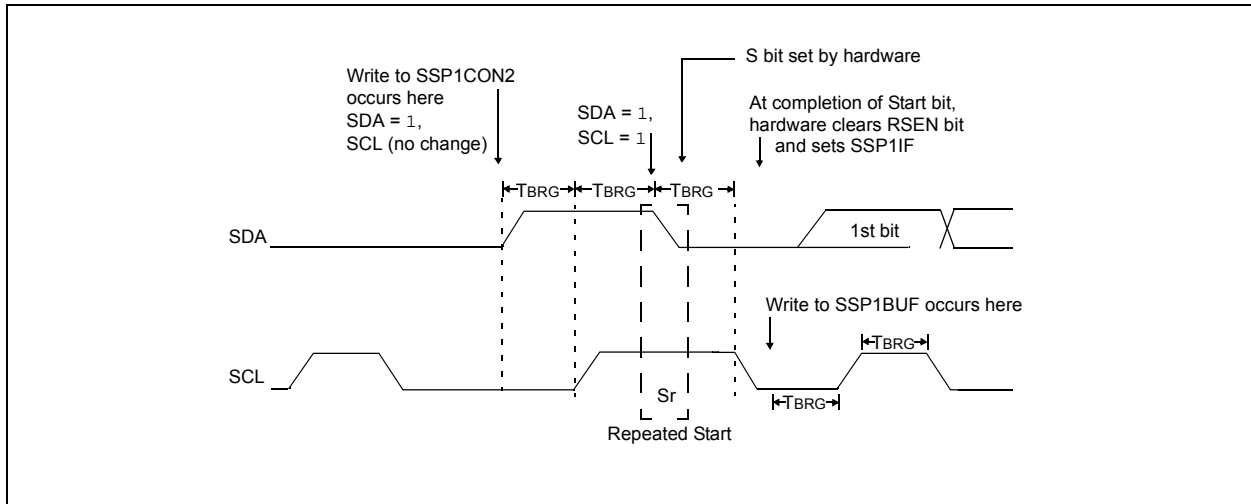 S bit set by hardware
Write to SSP1CON2
occurs here
SDA = 1,
SCL (no change)
SDA = 1,
SCL = 1
At completion of Start bit,
hardware clears RSEN bit
and sets SSP1IF
TBRG
TBRG
TBRG
SDA
1st bit
Write to SSP1BUF occurs here
TBRG
SCL
Sr
TBRG
Repeated Start